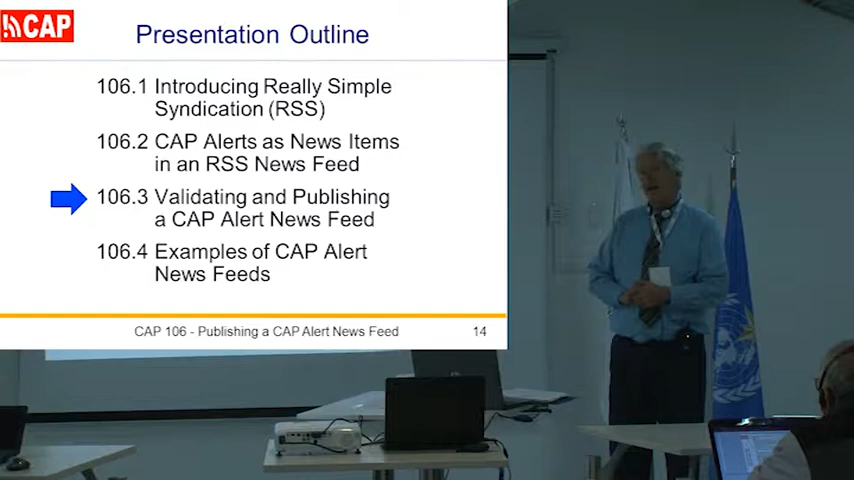 CAP
Presentation Outline
106.1 Introducing Really Simple
Syndication (RSS)
106.2 CAP Alerts as News Items
in an RSS News Feed
106.3 Validating and Publishing
a CAP Alert News Feed
106.4 Examples of CAP Alert
News Feeds
CAP 106 - Publishing a CAP Alert News Feed 14